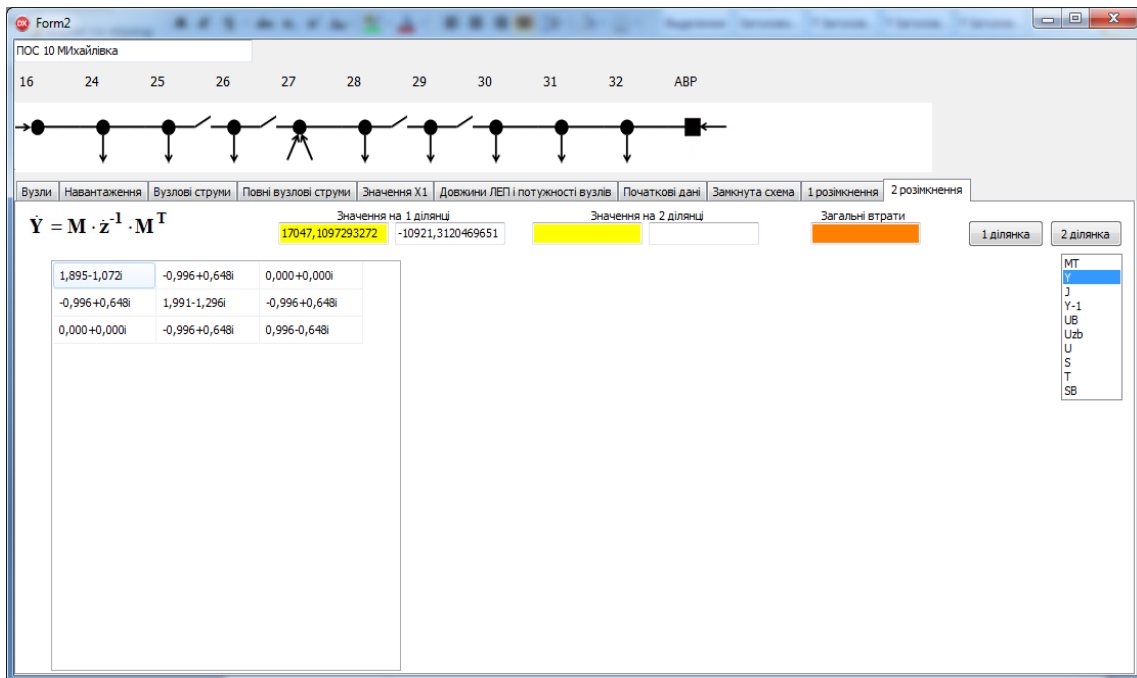 Form2
ПОС 10 МИхайлівка
16 24 25 26 27 28 29 30 31 32 АВР
Вузли Навантаження Вузлові струми Повні вузлові струми Значення X1 Довжини ЛЕП і потужності вузлів Початкові дані Замкнута схема 1 розімкнення 2 розімкнення
Ẏ = M · ż⁻¹ · Mᵀ
Значення на 1 ділянці Значення на 2 ділянці Загальні втрати
17047,1097293272 -10921,3120469651 1 ділянка 2 ділянка
1,895-1,072i -0,996+0,648i 0,000+0,000i
-0,996+0,648i 1,991-1,296i -0,996+0,648i
0,000+0,000i -0,996+0,648i 0,996-0,648i
MT
Y
J
Y-1
UB
Uzb
U
S
T
SB